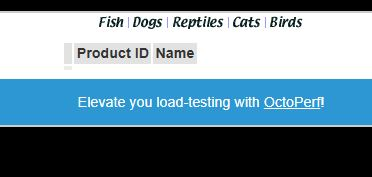 Fish | Dogs | Reptiles | Cats | Birds
Product ID Name
Elevate you load-testing with OctoPerf!